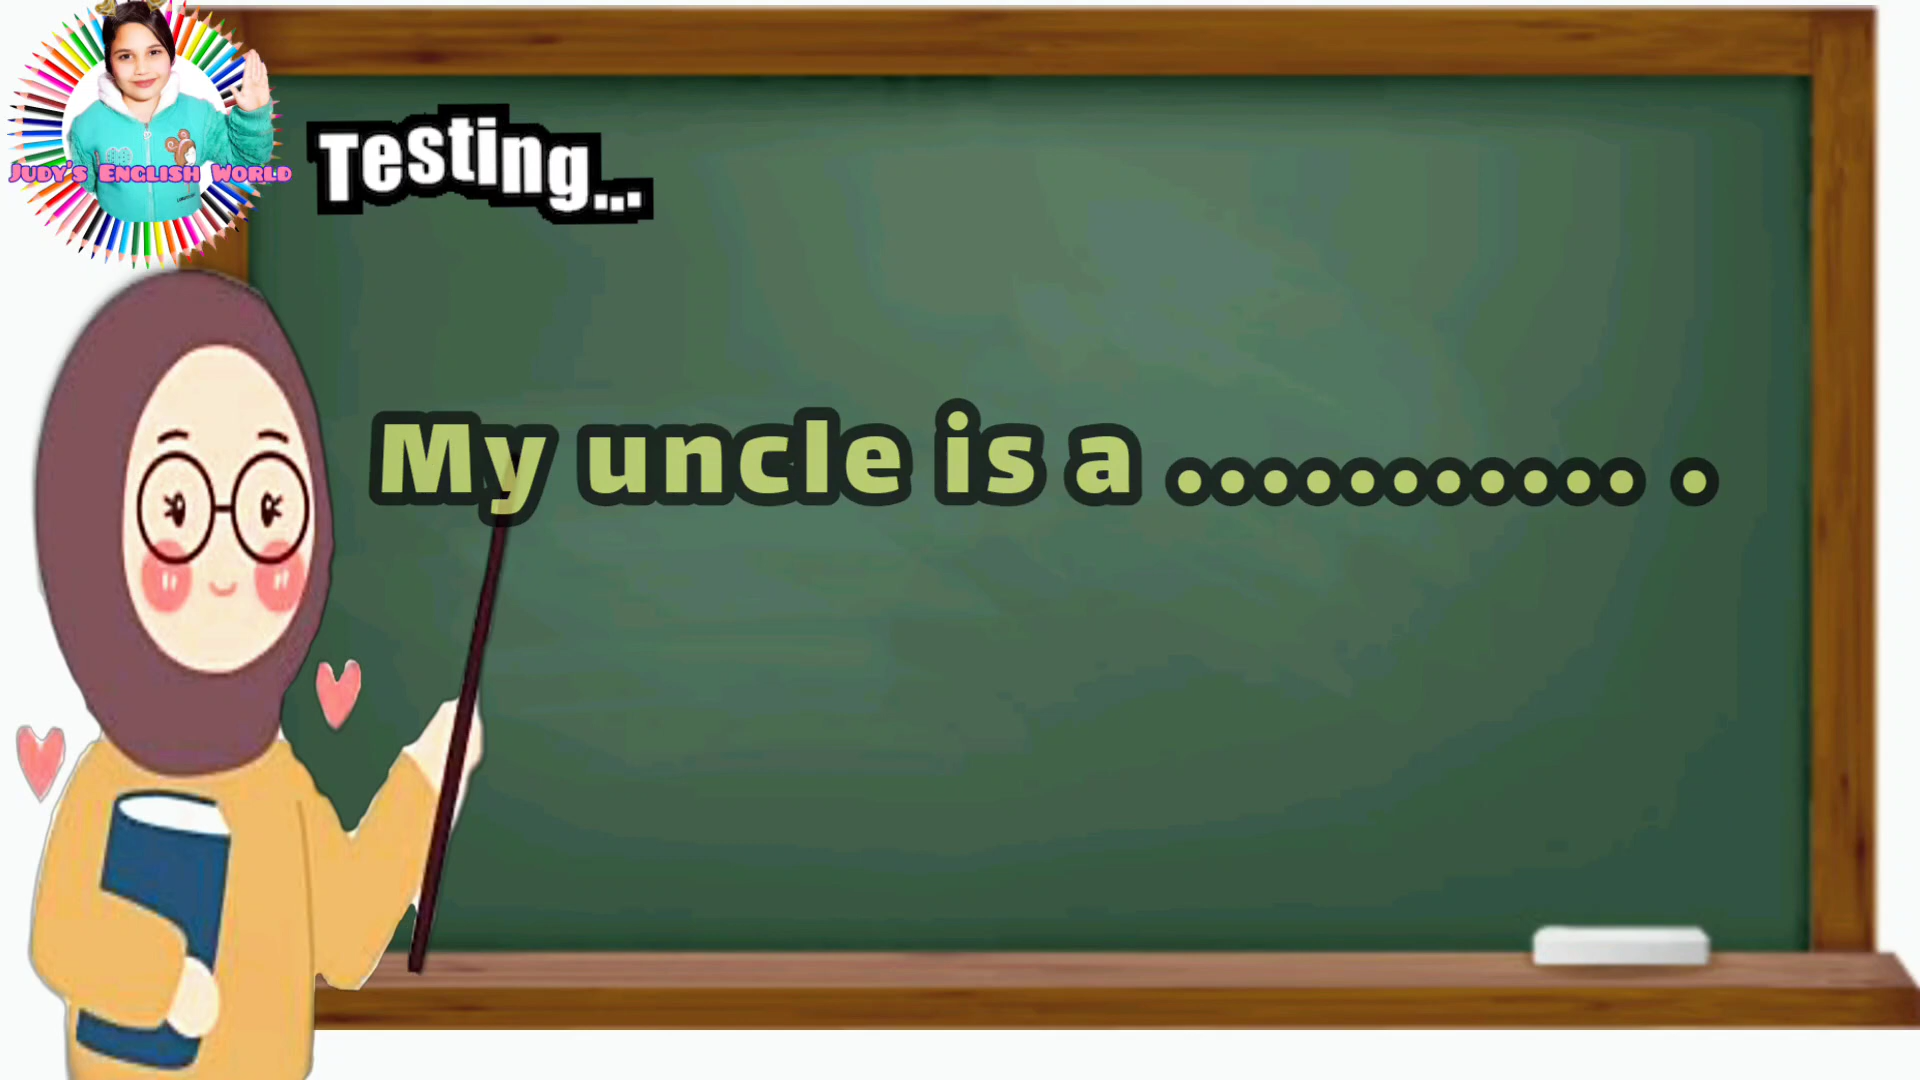 Judy's English World
Testing...
My uncle is a ........... .